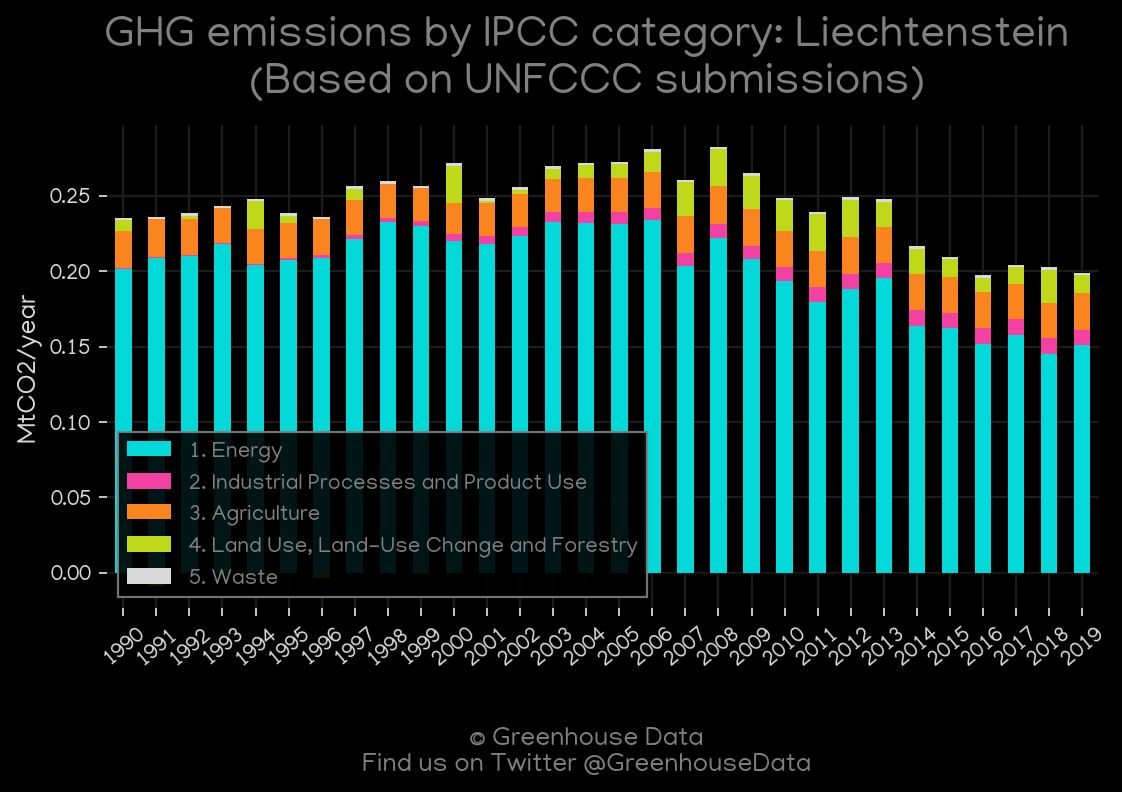 GHG emissions by IPCC category: Liechtenstein
(Based on UNFCCC submissions)
MtCO2/year
0.25
0.20
0.15
0.10
0.05
0.00
1. Energy
2. Industrial Processes and Product Use
3. Agriculture
4. Land Use, Land-Use Change and Forestry
5. Waste
1990 1991 1992 1993 1994 1995 1996 1997 1998 1999 2000 2001 2002 2003 2004 2005 2006 2007 2008 2009 2010 2011 2012 2013 2014 2015 2016 2017 2018 2019
© Greenhouse Data
Find us on Twitter @GreenhouseData